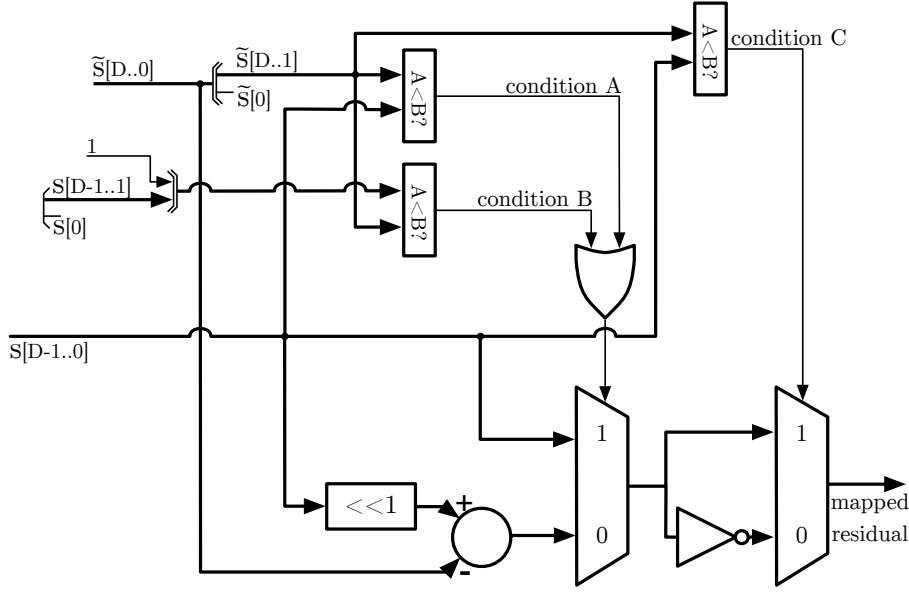 S̃[D..0]
S̃[D..1]
S̃[0]
A<B?
condition A
A<B?
condition C
1
S[D-1..1]
S[0]
A<B?
condition B
S[D-1..0]
1
1
<<1
+
-
0
0
mapped
residual